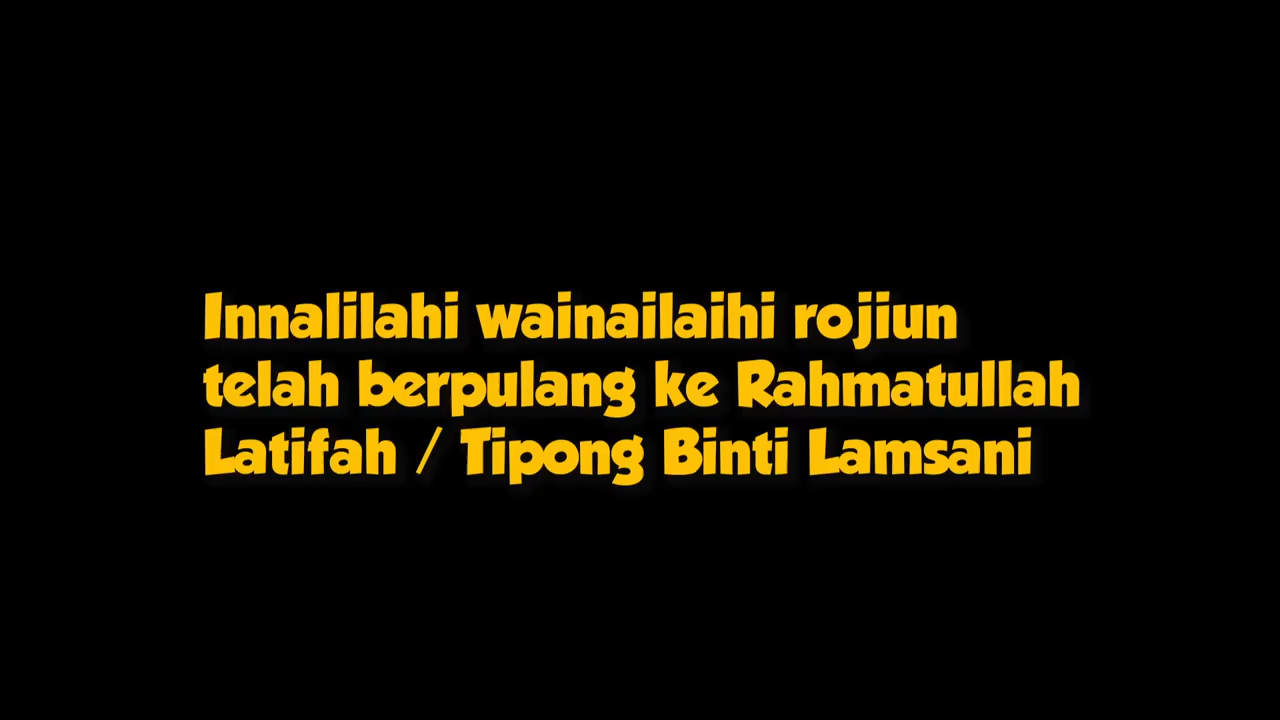 Innalilahi wainailaihi rojiun
telah berpulang ke Rahmatullah
Latifah / Tipong Binti Lamsani